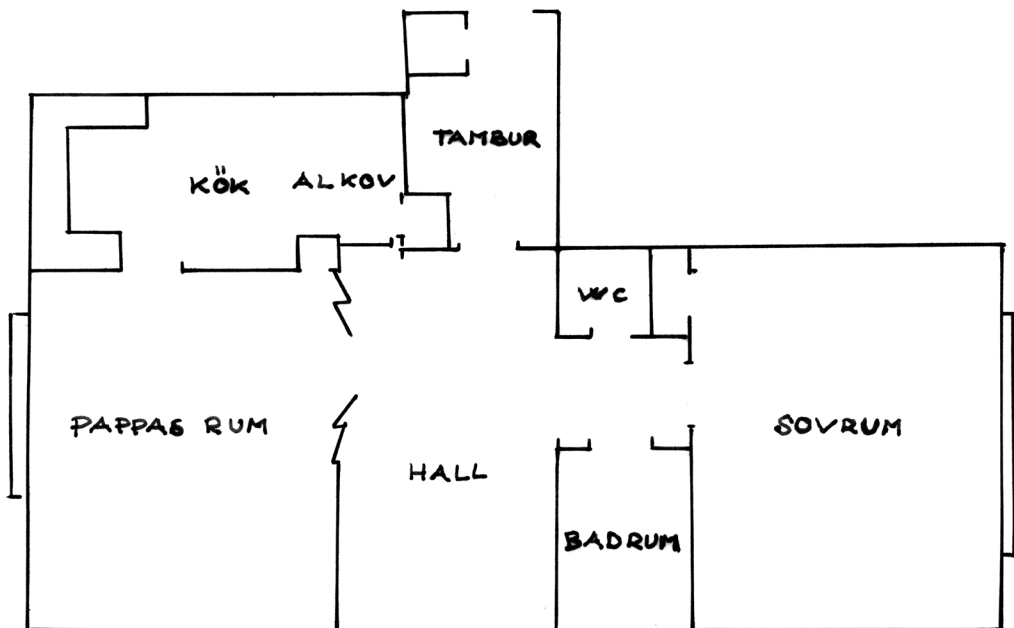 TAMBUR
KÖK ALKOV
WC
PAPPAS RUM
SOVRUM
HALL
BADRUM